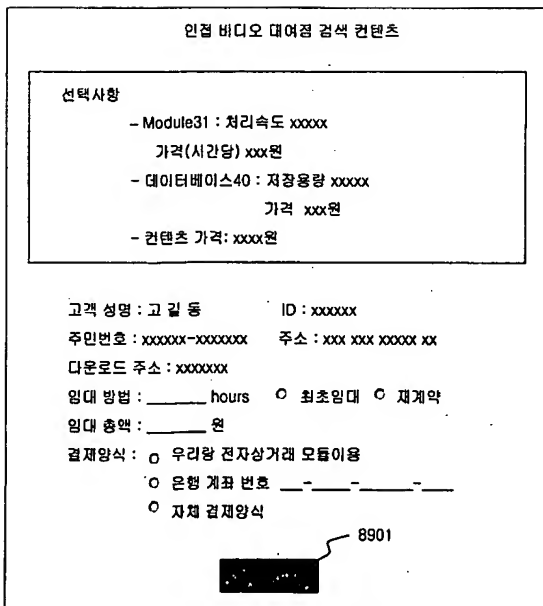 인접 비디오 대여점 검색 컨텐츠
선택사항
– Module31 : 처리속도 xxxxx
가격(시간당) xxx원
– 데이터베이스40 : 저장용량 xxxxx
가격 xxx원
– 컨텐츠 가격: xxxx원
고객 성명 : 고 길 동 ID : xxxxxx
주민번호 : xxxxxx-xxxxxxx 주소 : xxx xxx xxxxx xx
다운로드 주소 : xxxxxxx
임대 방법 : ______ hours ○ 최초임대 ○ 재계약
임대 총액 : ______ 원
결제양식 : ○ 우리랑 전자상거래 모듈이용
○ 은행 계좌 번호 __-____-____-__
○ 자체 결제양식
8901